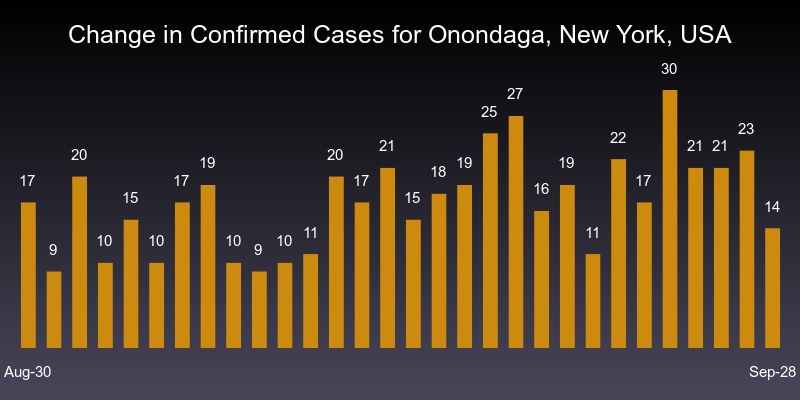 Change in Confirmed Cases for Onondaga, New York, USA
17 9 20 10 15 10 17 19 10 9 10 11 20 17 21 15 18 19 25 27 16 19 11 22 17 30 21 21 23 14
Aug-30 Sep-28